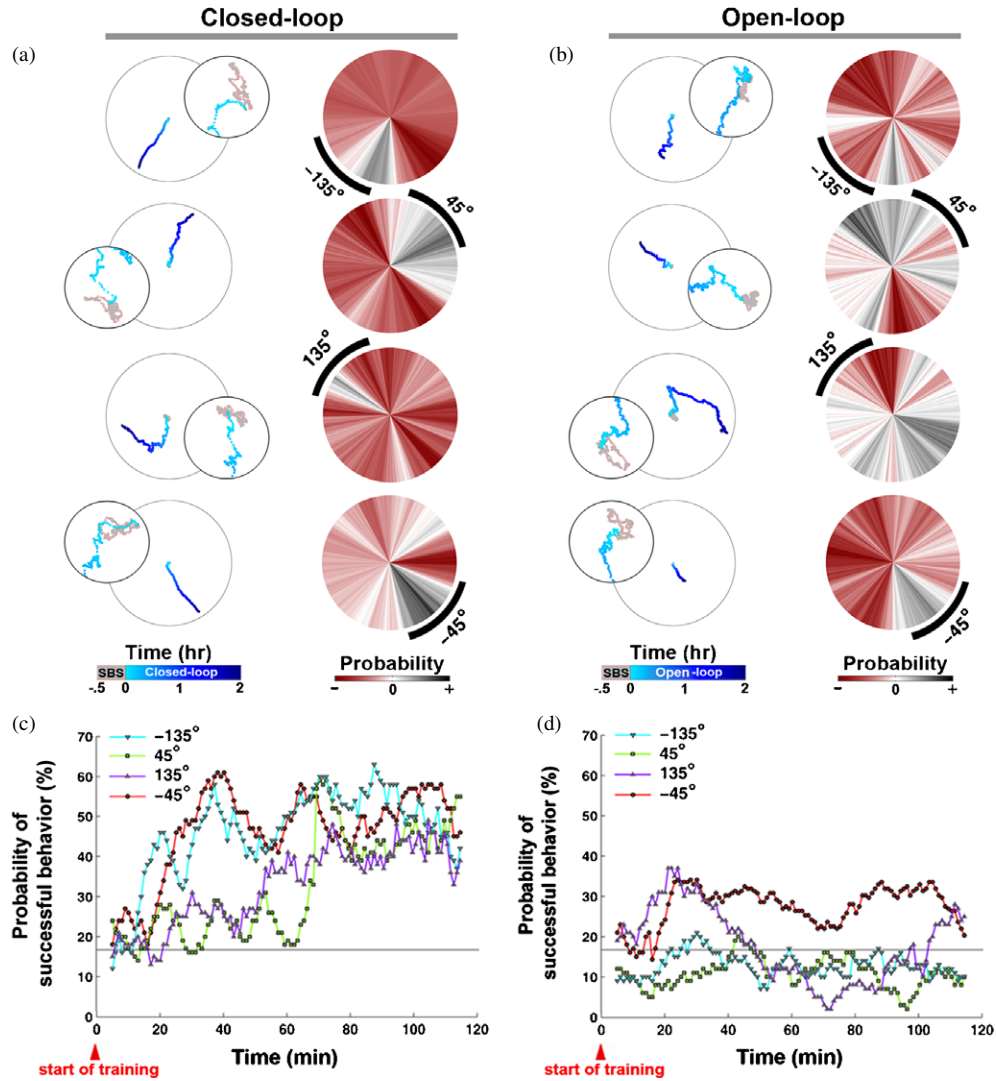 Closed-loop
Open-loop
(a)
(b)
−135°
45°
135°
−45°
−135°
45°
135°
−45°
Time (hr)
SBS Closed-loop
-.5 0 1 2
Probability
− 0 +
Time (hr)
SBS Open-loop
-.5 0 1 2
Probability
− 0 +
(c)
Probability of
successful behavior (%)
70
60
50
40
30
20
10
0
−135°
45°
135°
−45°
0 20 40 60 80 100 120
Time (min)
start of training
(d)
Probability of
successful behavior (%)
70
60
50
40
30
20
10
0
−135°
45°
135°
−45°
0 20 40 60 80 100 120
Time (min)
start of training